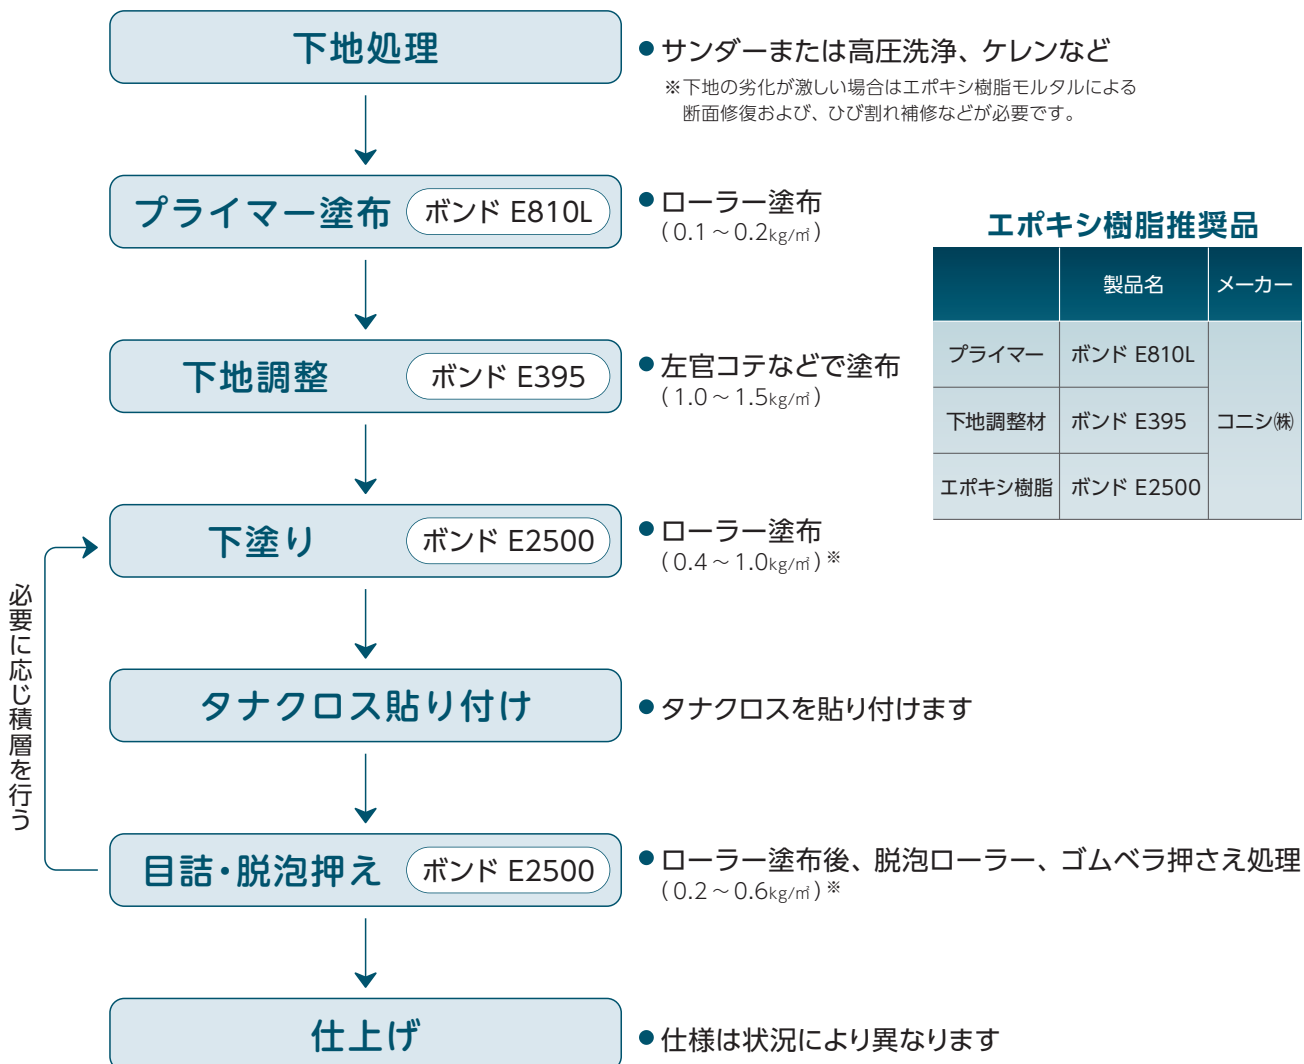 下地処理
●サンダーまたは高圧洗浄、ケレンなど
※下地の劣化が激しい場合はエポキシ樹脂モルタルによる
断面修復および、ひび割れ補修などが必要です。
プライマー塗布 ボンド E810L
●ローラー塗布
(0.1～0.2kg/㎡)
下地調整 ボンド E395
●左官コテなどで塗布
(1.0～1.5kg/㎡)
エポキシ樹脂推奨品
製品名 メーカー
プライマー ボンド E810L
下地調整材 ボンド E395 コニシ㈱
エポキシ樹脂 ボンド E2500
下塗り ボンド E2500
●ローラー塗布
(0.4～1.0kg/㎡)※
タナクロス貼り付け
●タナクロスを貼り付けます
目詰・脱泡押え ボンド E2500
●ローラー塗布後、脱泡ローラー、ゴムベラ押さえ処理
(0.2～0.6kg/㎡)※
必要に応じ積層を行う
仕上げ
●仕様は状況により異なります